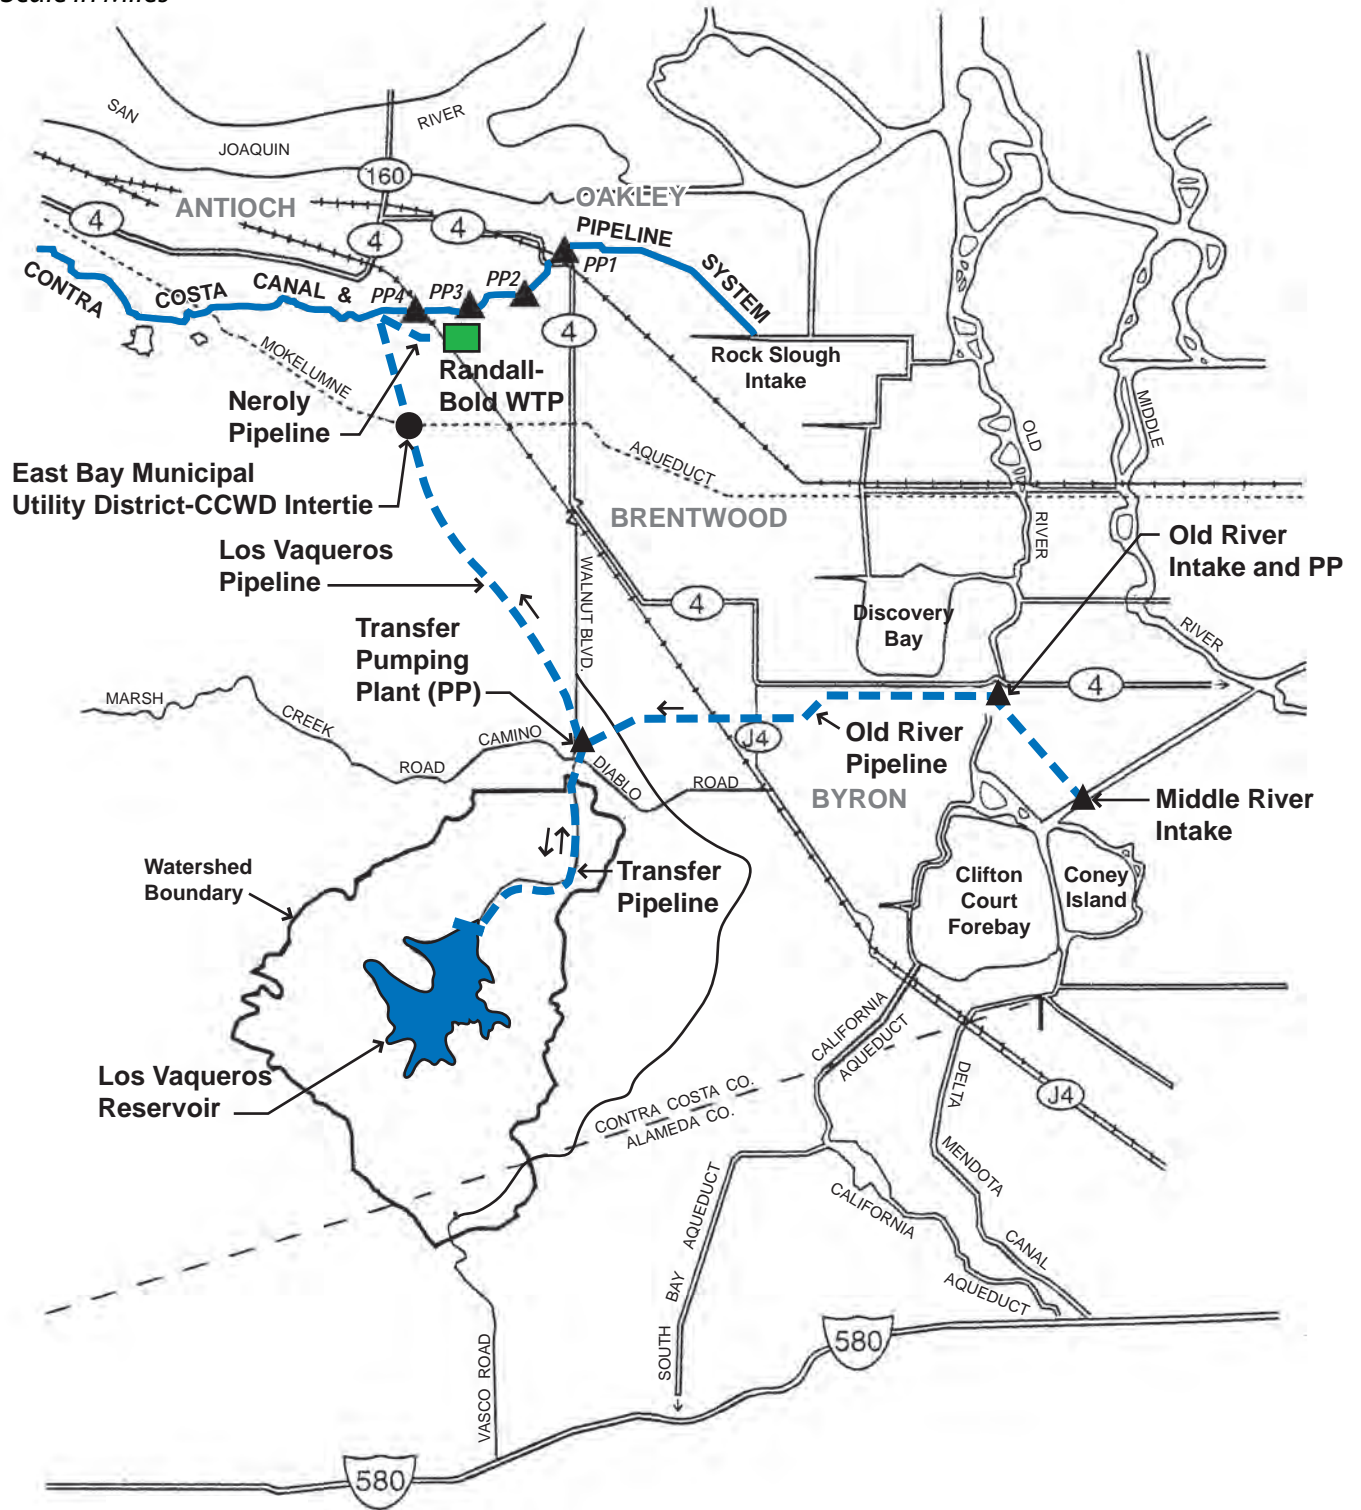 Scale in Miles
SAN
JOAQUIN
RIVER
160
ANTIOCH
OAKLEY
4
4
4
PIPELINE
SYSTEM
CONTRA
COSTA
CANAL &
PP4
PP3
PP2
PP1
4
Rock Slough
Intake
MOKELUMNE
Randall-
Bold WTP
Neroly
Pipeline
AQUEDUCT
OLD
MIDDLE
East Bay Municipal
Utility District-CCWD Intertie
BRENTWOOD
RIVER
Old River
Intake and PP
Los Vaqueros
Pipeline
WALNUT BLVD.
4
Discovery
Bay
RIVER
Transfer
Pumping
Plant (PP)
4
MARSH
CREEK
ROAD
CAMINO
DIABLO
ROAD
J4
Old River
Pipeline
BYRON
Middle River
Intake
Watershed
Boundary
Transfer
Pipeline
Clifton
Court
Forebay
Coney
Island
CALIFORNIA
AQUEDUCT
Los Vaqueros
Reservoir
CONTRA COSTA CO.
ALAMEDA CO.
DELTA
MENDOTA
CANAL
J4
SOUTH BAY AQUEDUCT
CALIFORNIA
AQUEDUCT
VASCO ROAD
580
580